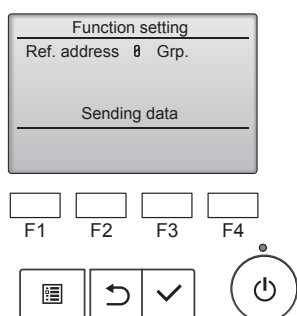 Function setting
Ref. address 0 Grp.
Sending data
F1 F2 F3 F4